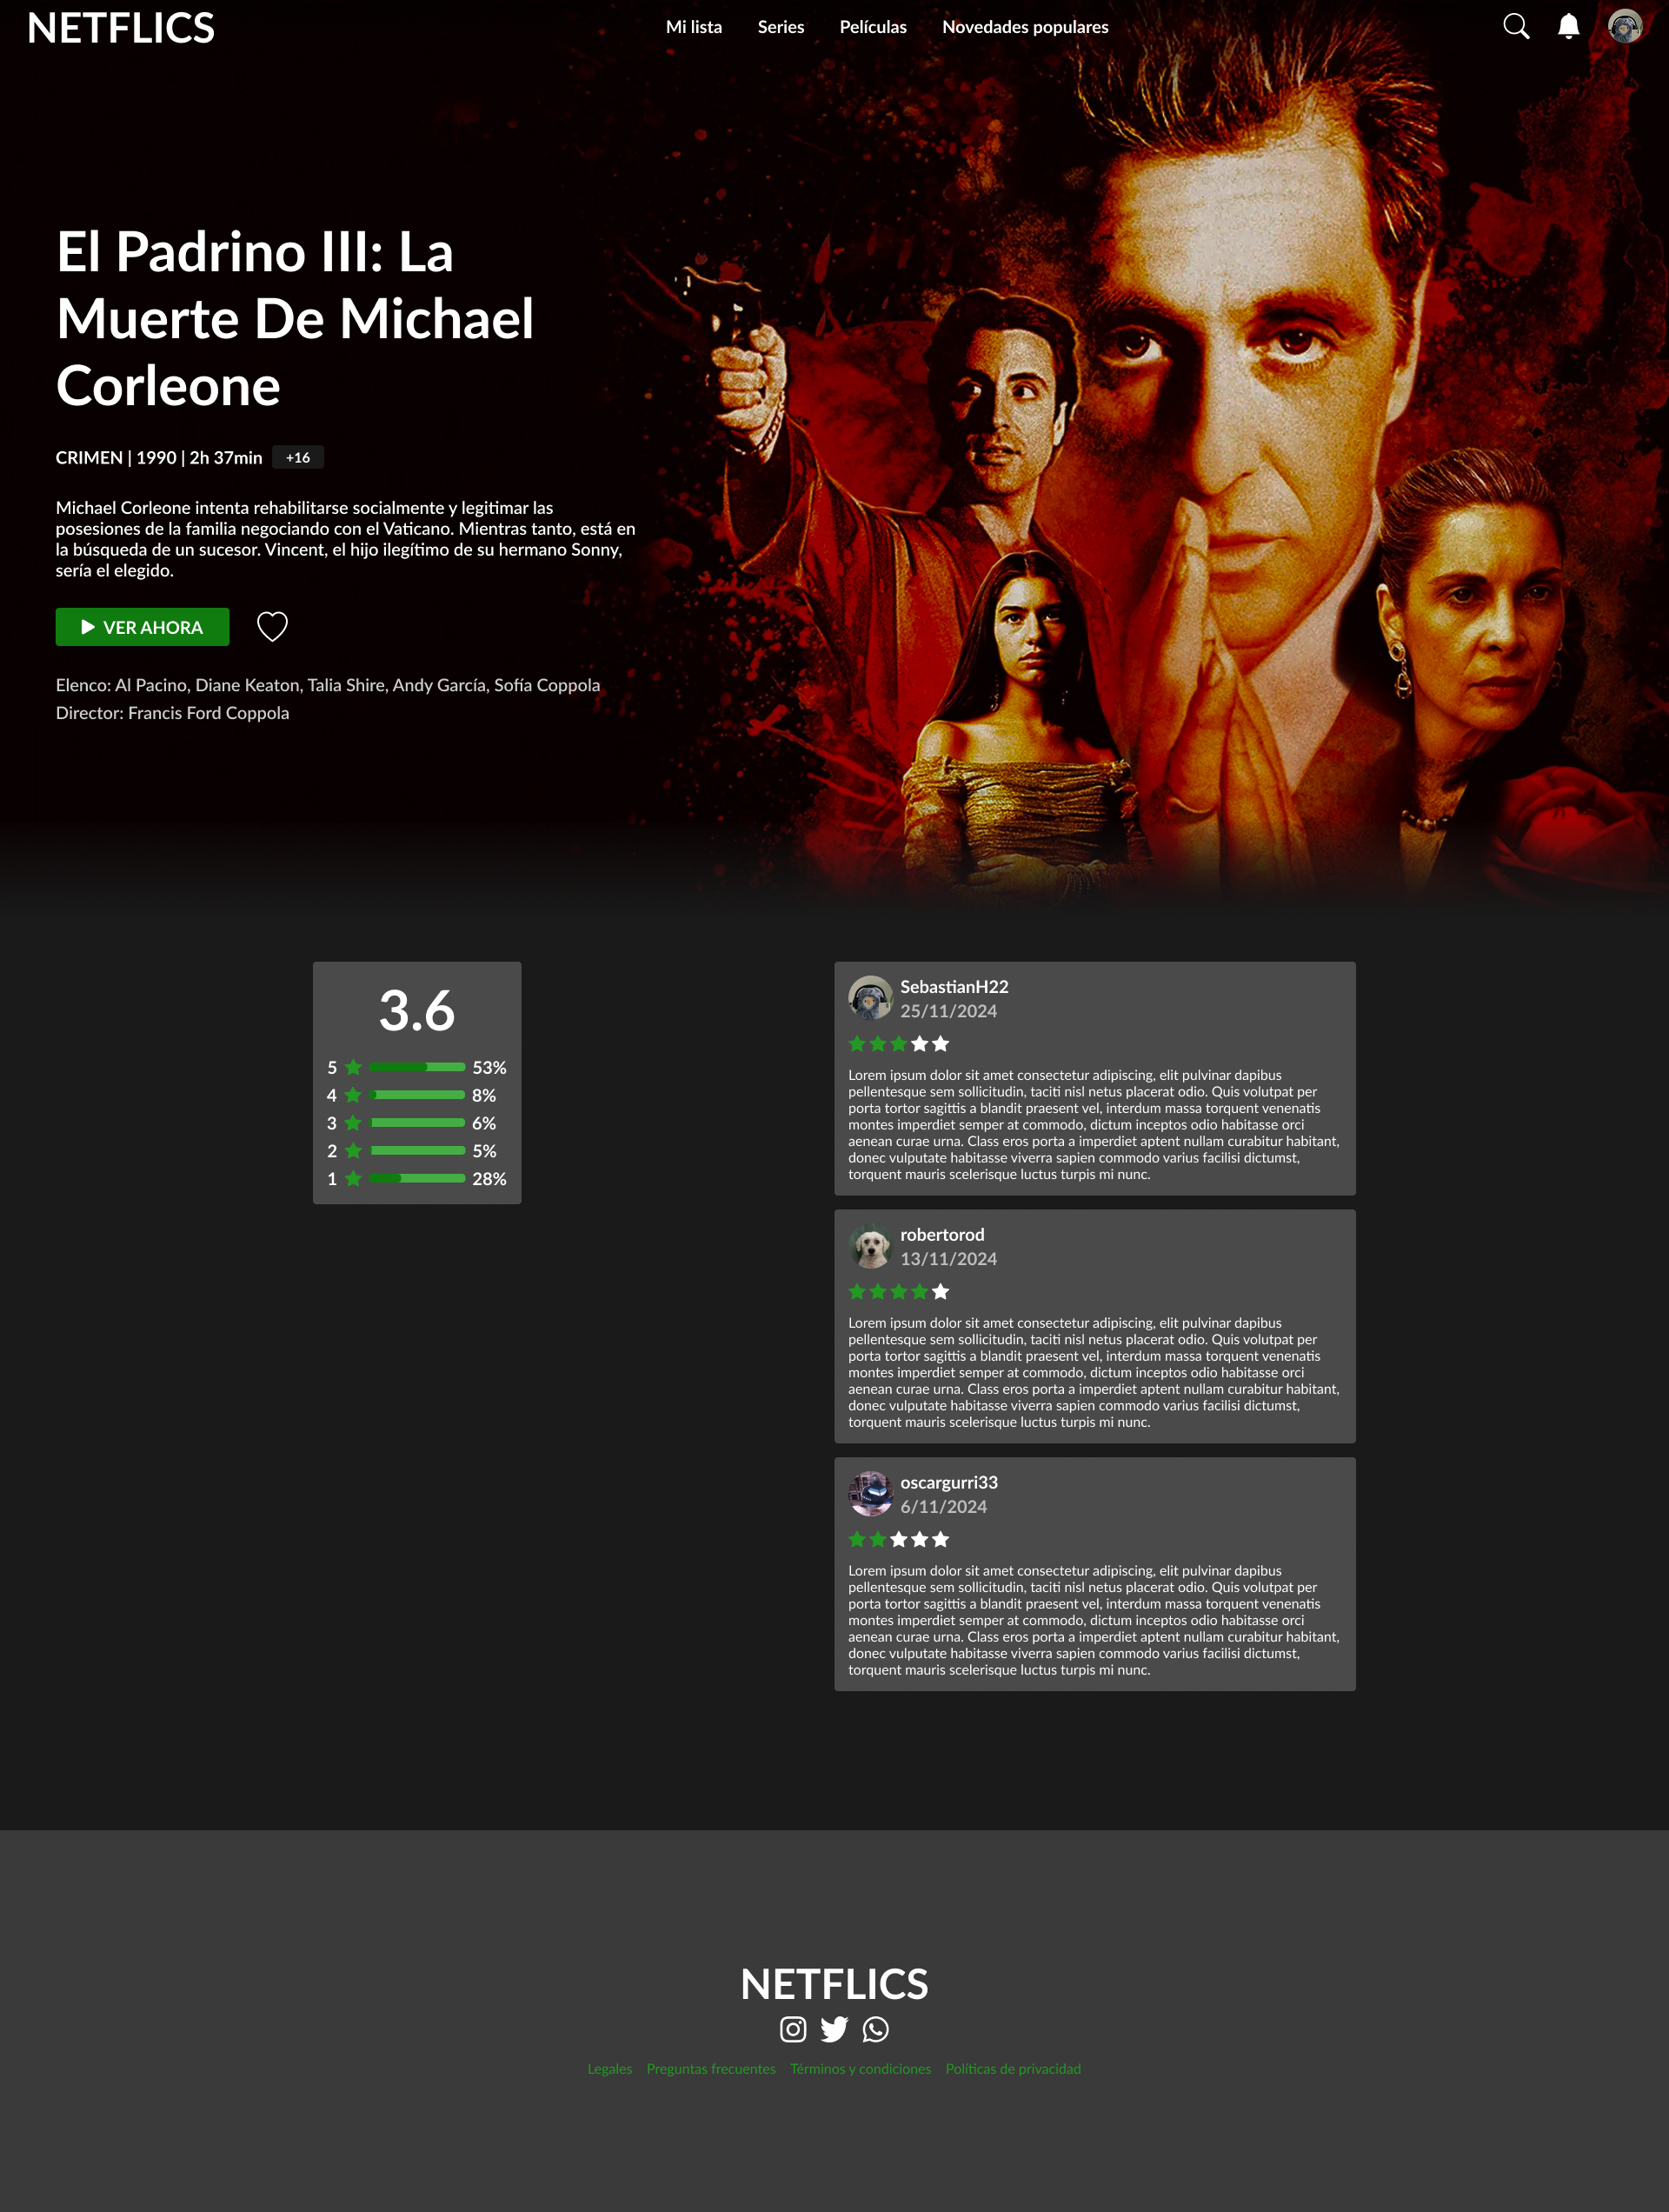 NETFLICS
Mi lista Series Películas Novedades populares
El Padrino III: La
Muerte De Michael
Corleone
CRIMEN | 1990 | 2h 37min +16
Michael Corleone intenta rehabilitarse socialmente y legitimar las
posesiones de la familia negociando con el Vaticano. Mientras tanto, está en
la búsqueda de un sucesor. Vincent, el hijo ilegítimo de su hermano Sonny,
sería el elegido.
VER AHORA
Elenco: Al Pacino, Diane Keaton, Talia Shire, Andy García, Sofía Coppola
Director: Francis Ford Coppola
3.6
5 53%
4 8%
3 6%
2 5%
1 28%
SebastianH22
25/11/2024
Lorem ipsum dolor sit amet consectetur adipiscing, elit pulvinar dapibus
pellentesque sem sollicitudin, taciti nisl netus placerat odio. Quis volutpat per
porta tortor sagittis a blandit praesent vel, interdum massa torquent venenatis
montes imperdiet semper at commodo, dictum inceptos odio habitasse orci
aenean curae urna. Class eros porta a imperdiet aptent nullam curabitur habitant,
donec vulputate habitasse viverra sapien commodo varius facilisi dictumst,
torquent mauris scelerisque luctus turpis mi nunc.
robertorod
13/11/2024
Lorem ipsum dolor sit amet consectetur adipiscing, elit pulvinar dapibus
pellentesque sem sollicitudin, taciti nisl netus placerat odio. Quis volutpat per
porta tortor sagittis a blandit praesent vel, interdum massa torquent venenatis
montes imperdiet semper at commodo, dictum inceptos odio habitasse orci
aenean curae urna. Class eros porta a imperdiet aptent nullam curabitur habitant,
donec vulputate habitasse viverra sapien commodo varius facilisi dictumst,
torquent mauris scelerisque luctus turpis mi nunc.
oscargurri33
6/11/2024
Lorem ipsum dolor sit amet consectetur adipiscing, elit pulvinar dapibus
pellentesque sem sollicitudin, taciti nisl netus placerat odio. Quis volutpat per
porta tortor sagittis a blandit praesent vel, interdum massa torquent venenatis
montes imperdiet semper at commodo, dictum inceptos odio habitasse orci
aenean curae urna. Class eros porta a imperdiet aptent nullam curabitur habitant,
donec vulputate habitasse viverra sapien commodo varius facilisi dictumst,
torquent mauris scelerisque luctus turpis mi nunc.
NETFLICS
Legales Preguntas frecuentes Términos y condiciones Políticas de privacidad